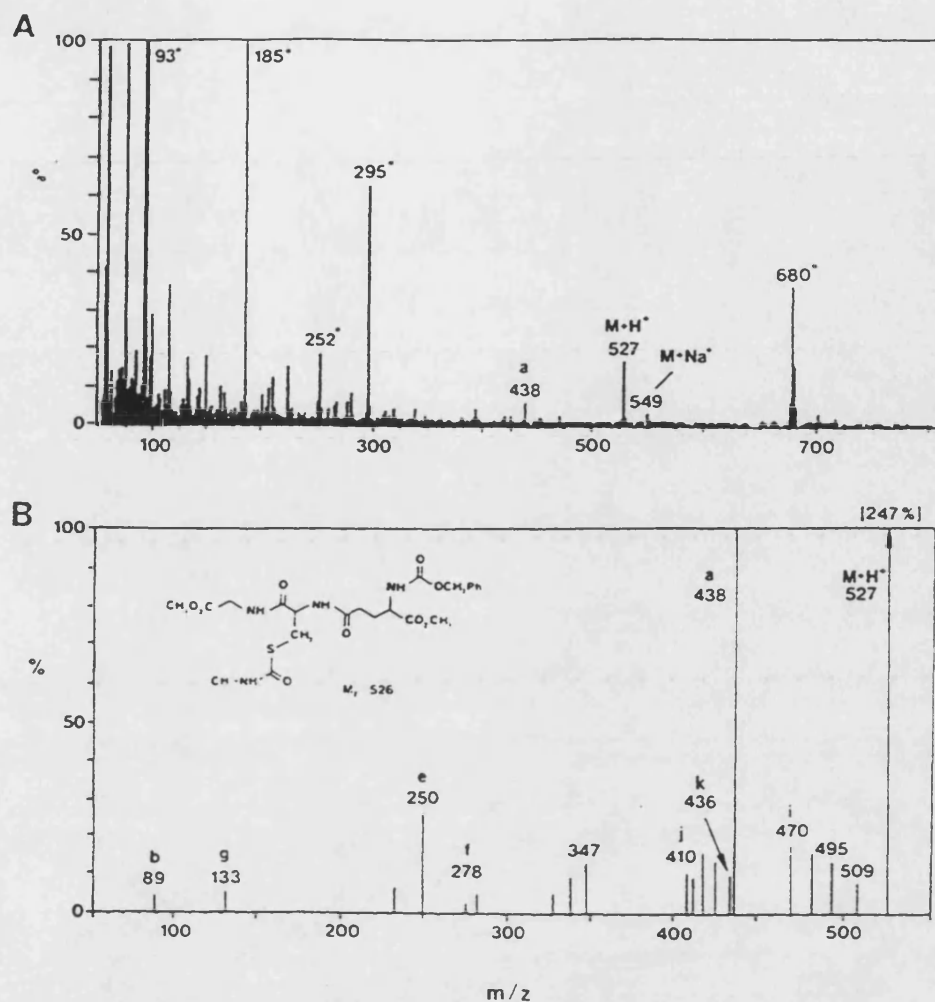 A
100
93*
185*
295*
680*
50
M+H+
527
M+Na+
549
252*
a
438
0
100
300
500
700
B
[247%]
100
a
438
M+H+
527
O
NH
OCH2Ph
O
NH
O
CH3O2C
NH
CO2CH3
CH2
S
CH3 NH
O
Mr 526
%
50
e
250
k
436
i
470
j
410
495
509
347
b
89
g
133
f
278
0
100
200
300
400
500
m/z